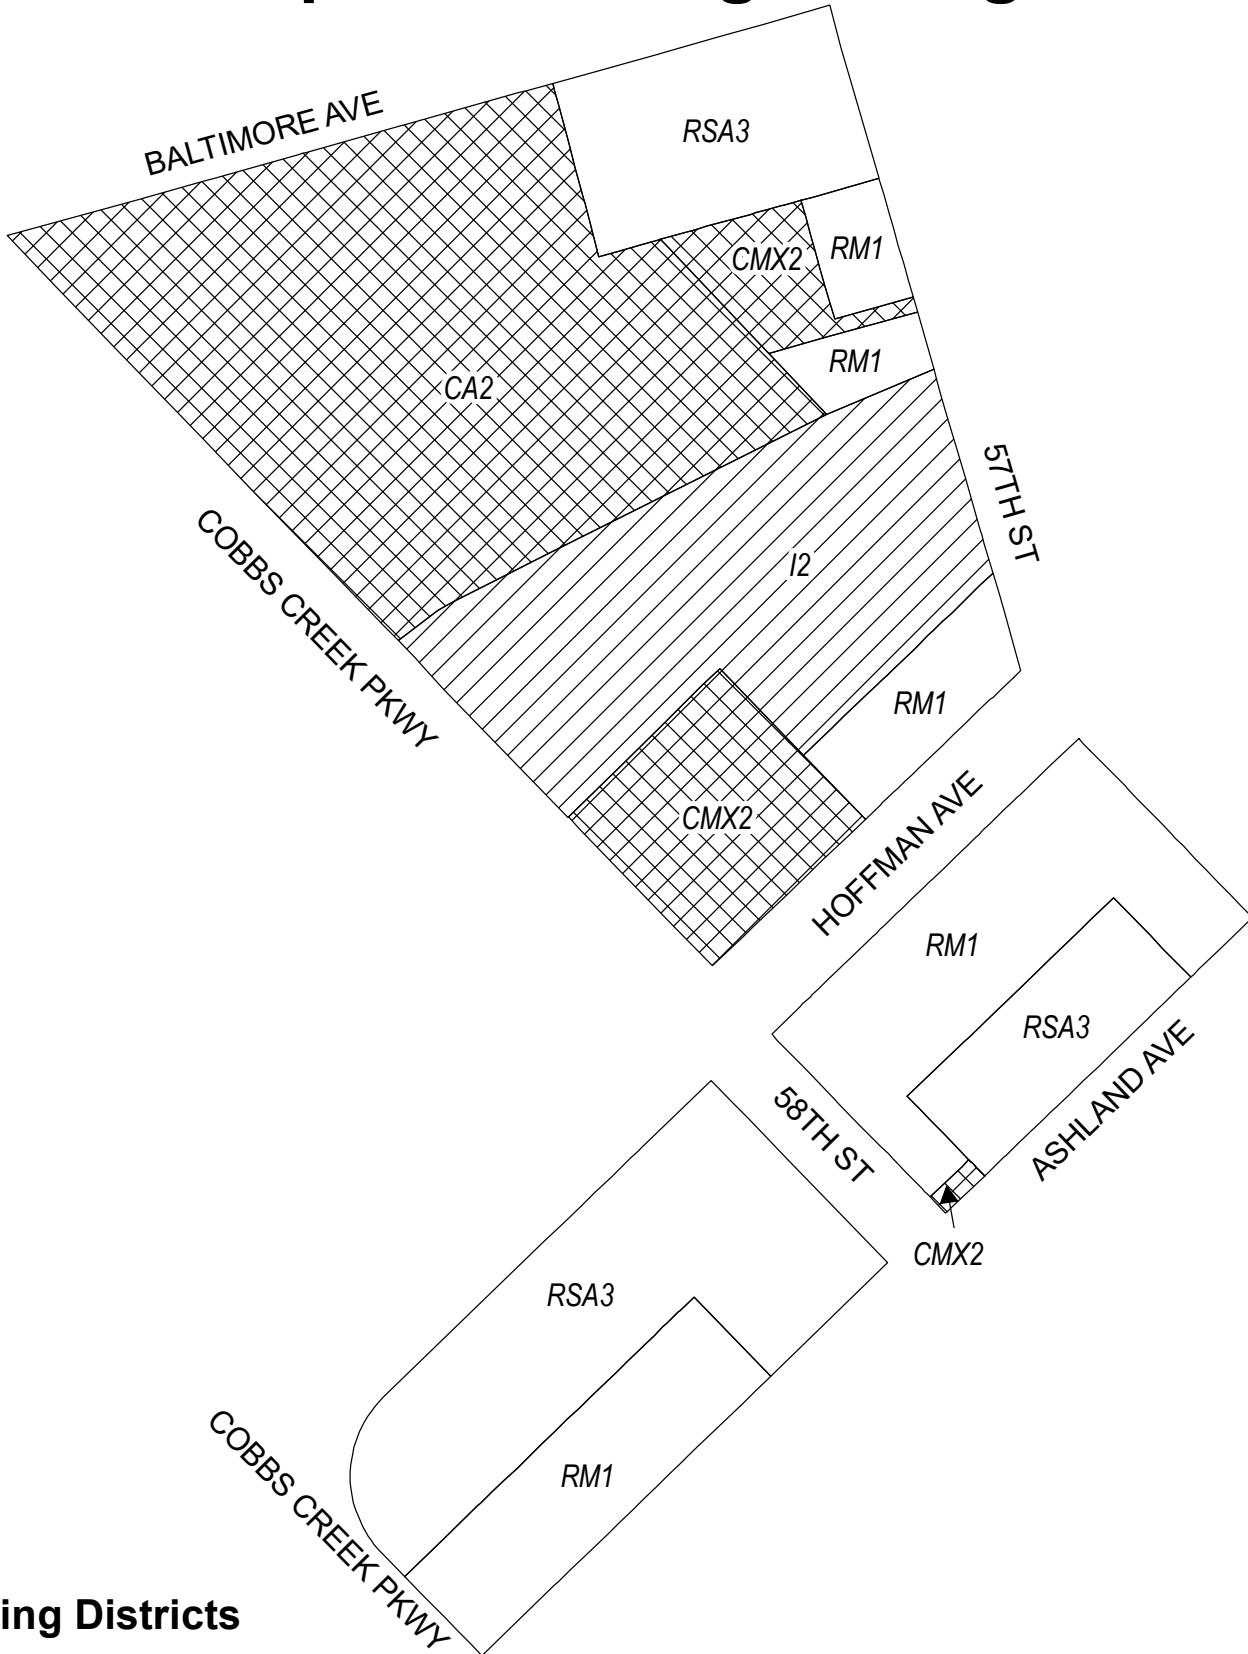 BALTIMORE AVE
RSA3
CMX2
RM1
RM1
CA2
57TH ST
COBBS CREEK PKWY
I2
RM1
CMX2
HOFFMAN AVE
RM1
RSA3
58TH ST
ASHLAND AVE
CMX2
RSA3
COBBS CREEK PKWY
RM1
ing Districts